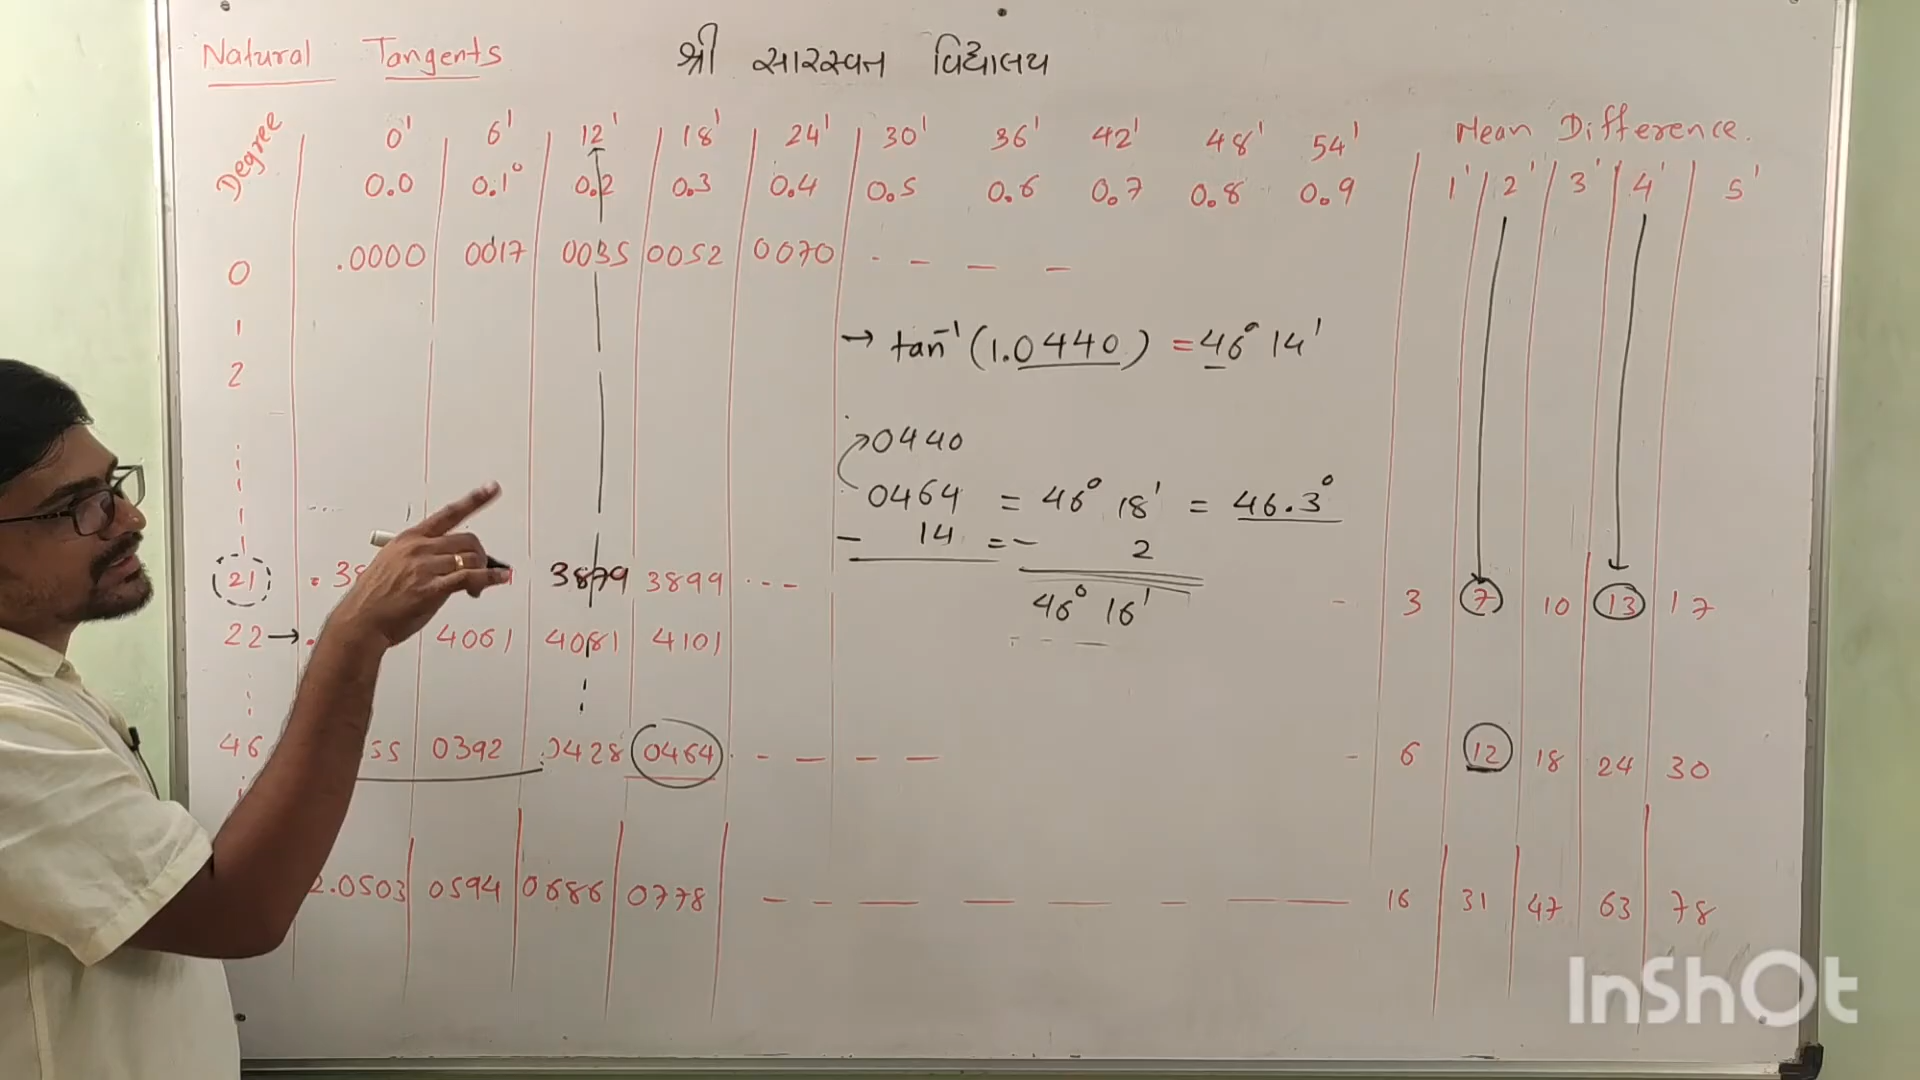 Natural Tangents श्री सारस्वत विद्यालय
Degree 0' 6' 12' 18' 24' 30' 36' 42' 48' 54' Mean Difference.
0.0 0.1° 0.2 0.3 0.4 0.5 0.6 0.7 0.8 0.9 1' 2' 3' 4' 5'
0 .0000 0017 0035 0052 0070
1
2
→ tan⁻¹ (1.0440) = 46° 14'
0440
0464 = 46° 18' = 46.3°
- 14 = - 2
46° 16'
21 3879 3899 --- - 3 7 10 13 17
22 → 4061 4081 4101
46 0392 0428 0464 - - - - - 6 12 18 24 30
2.0503 0594 0686 0778 16 31 47 63 78
InShOt